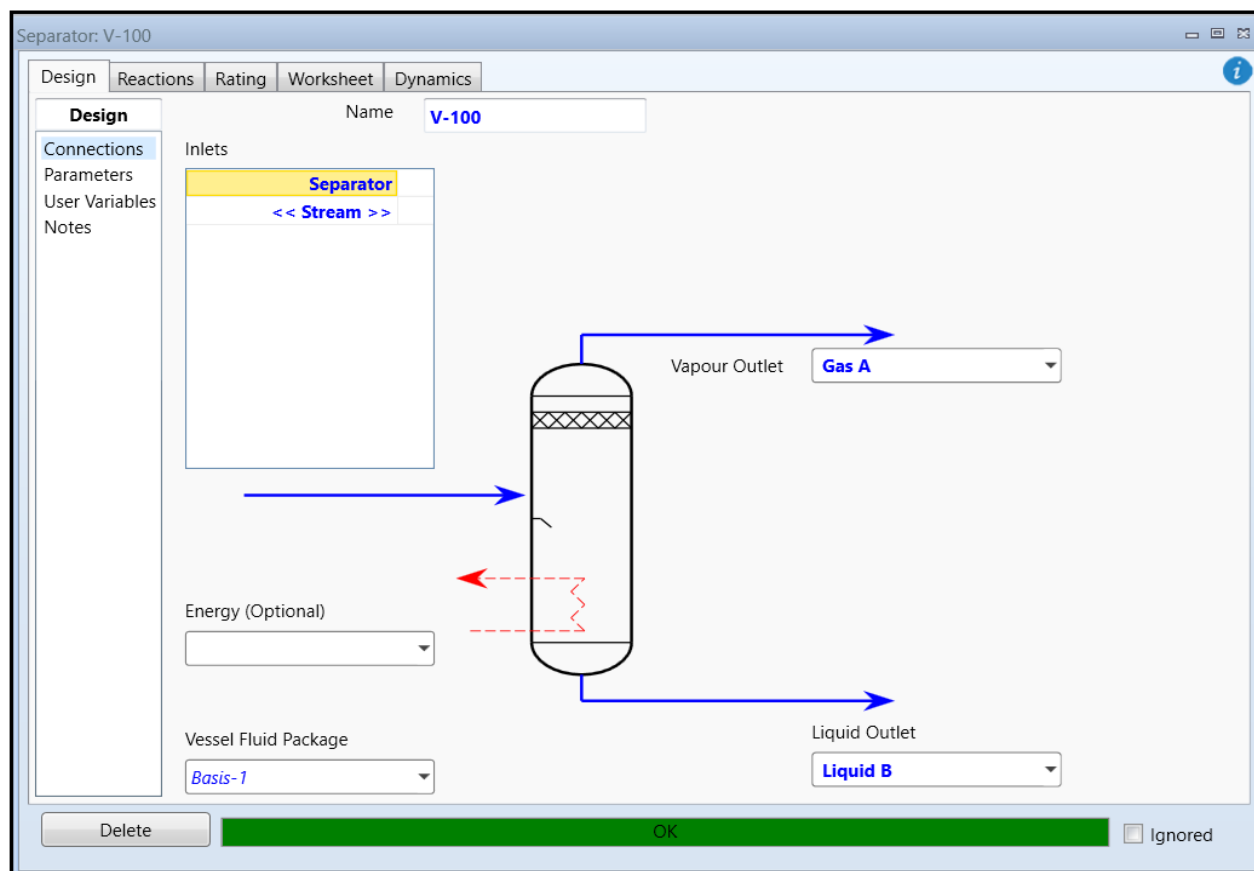 Separator: V-100
Design Reactions Rating Worksheet Dynamics
i
Design
Connections
Parameters
User Variables
Notes
Name V-100
Inlets
Separator
<< Stream >>
Vapour Outlet Gas A
Energy (Optional)
Vessel Fluid Package
Basis-1
Liquid Outlet
Liquid B
Delete OK Ignored